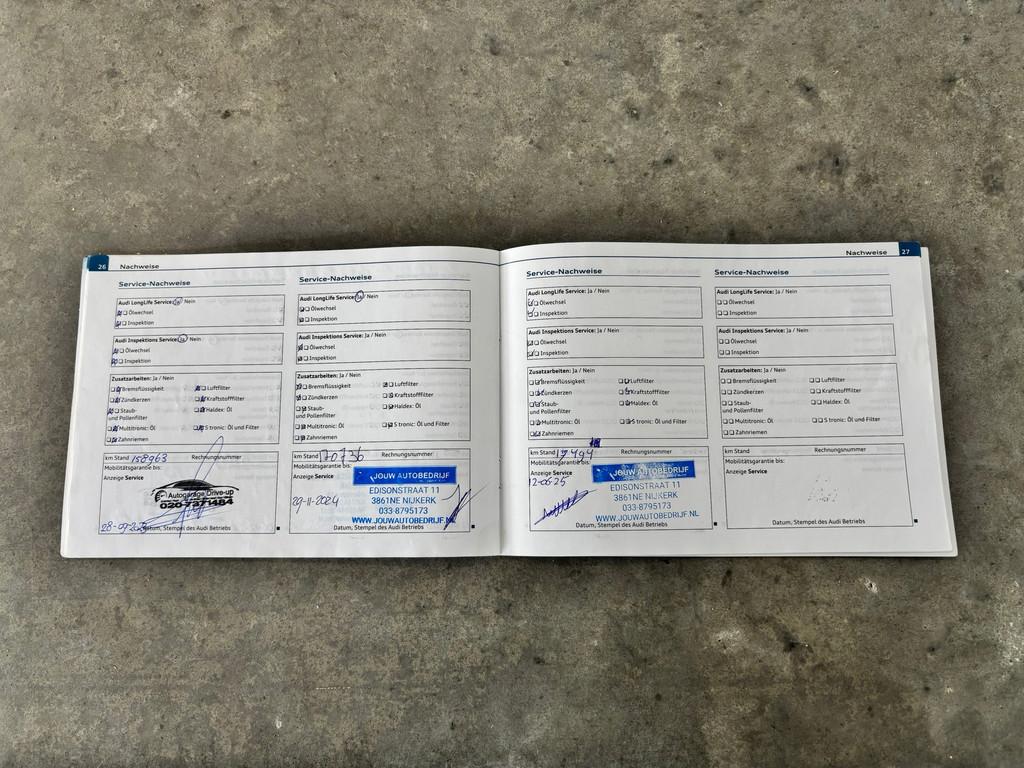 26 Nachweise
Service-Nachweise
Audi LongLife Service: Ja / Nein
Ölwechsel
Inspektion
Audi Inspektions Service: Ja / Nein
Ölwechsel
Inspektion
Zusatzarbeiten: Ja / Nein
Bremsflüssigkeit Luftfilter
Zündkerzen Kraftstofffilter
Staub- Haldex: Öl
und Pollenfilter
Multitronic: Öl S tronic: Öl und Filter
Zahnriemen
km Stand 158963 Rechnungsnummer
Mobilitätsgarantie bis:
Anzeige Service
Autogarage Drive-up
020-7371484
Datum, Stempel des Audi Betriebs
Service-Nachweise
Audi LongLife Service: Ja / Nein
Ölwechsel
Inspektion
Audi Inspektions Service: Ja / Nein
Ölwechsel
Inspektion
Zusatzarbeiten: Ja / Nein
Bremsflüssigkeit Luftfilter
Zündkerzen Kraftstofffilter
Staub- Haldex: Öl
und Pollenfilter
Multitronic: Öl S tronic: Öl und Filter
Zahnriemen
km Stand 170736 Rechnungsnummer
Mobilitätsgarantie bis:
Anzeige Service
JOUW AUTOBEDRIJF
EDISONSTRAAT 11
29-11-2024 3861NE NIJKERK
033-8795173
WWW.JOUWAUTOBEDRIJF.NL
Datum, Stempel des Audi Betriebs
Nachweise 27
Service-Nachweise
Audi LongLife Service: Ja / Nein
Ölwechsel
Inspektion
Audi Inspektions Service: Ja / Nein
Ölwechsel
Inspektion
Zusatzarbeiten: Ja / Nein
Bremsflüssigkeit Luftfilter
Zündkerzen Kraftstofffilter
Staub- Haldex: Öl
und Pollenfilter
Multitronic: Öl S tronic: Öl und Filter
Zahnriemen
km Stand Rechnungsnummer
Mobilitätsgarantie bis:
Anzeige Service
12-06-25
JOUW AUTOBEDRIJF
EDISONSTRAAT 11
3861NE NIJKERK
033-8795173
WWW.JOUWAUTOBEDRIJF.NL
Datum, Stempel des Audi Betriebs
Service-Nachweise
Audi LongLife Service: Ja / Nein
Ölwechsel
Inspektion
Audi Inspektions Service: Ja / Nein
Ölwechsel
Inspektion
Zusatzarbeiten: Ja / Nein
Bremsflüssigkeit Luftfilter
Zündkerzen Kraftstofffilter
Staub- Haldex: Öl
und Pollenfilter
Multitronic: Öl S tronic: Öl und Filter
Zahnriemen
km Stand Rechnungsnummer
Mobilitätsgarantie bis:
Anzeige Service
Datum, Stempel des Audi Betriebs